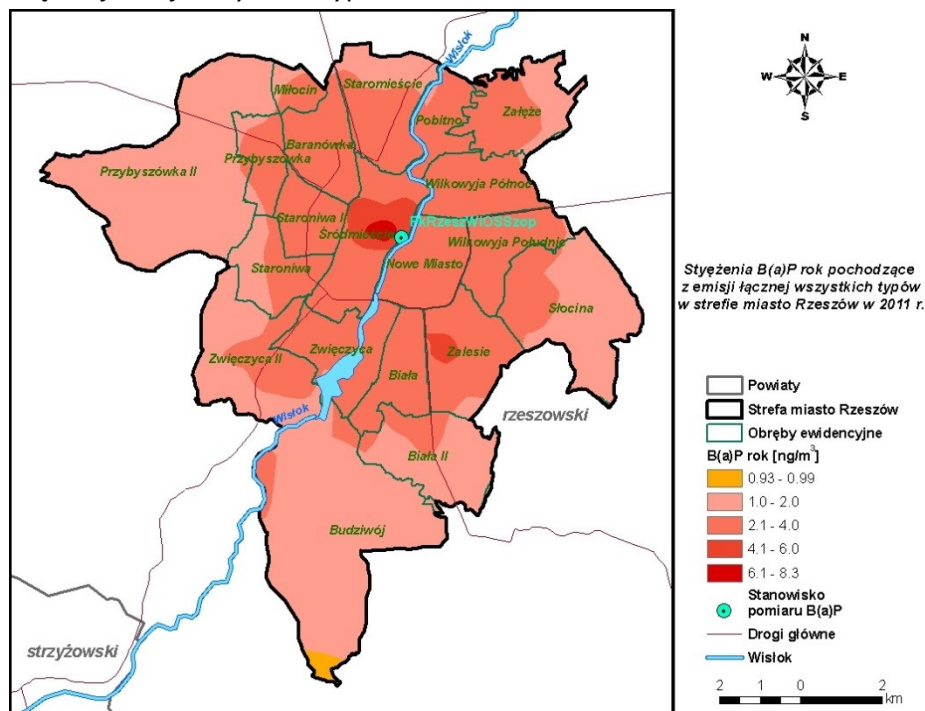 N
W E
S
Wisłok
Miłocin
Staromieście
Pobitno
Załęże
Baranówka
Przybyszówka
Przybyszówka II
Wilkowyja Północ
Staroniwa I
PkRzeszWIOSSzop
Śródmieście
Wilkowyja Południe
Staroniwa
Nowe Miasto
Słocina
Zwięczyca II
Zwięczyca
Zalesie
Biała
Wisłok
rzeszowski
Biała II
Budziwój
strzyżowski
Styężenia B(a)P rok pochodzące
z emisji łącznej wszystkich typów
w strefie miasto Rzeszów w 2011 r.
Powiaty
Strefa miasto Rzeszów
Obręby ewidencyjne
B(a)P rok [ng/m³]
0.93 - 0.99
1.0 - 2.0
2.1 - 4.0
4.1 - 6.0
6.1 - 8.3
Stanowisko
pomiaru B(a)P
Drogi główne
Wisłok
2 1 0 2
km